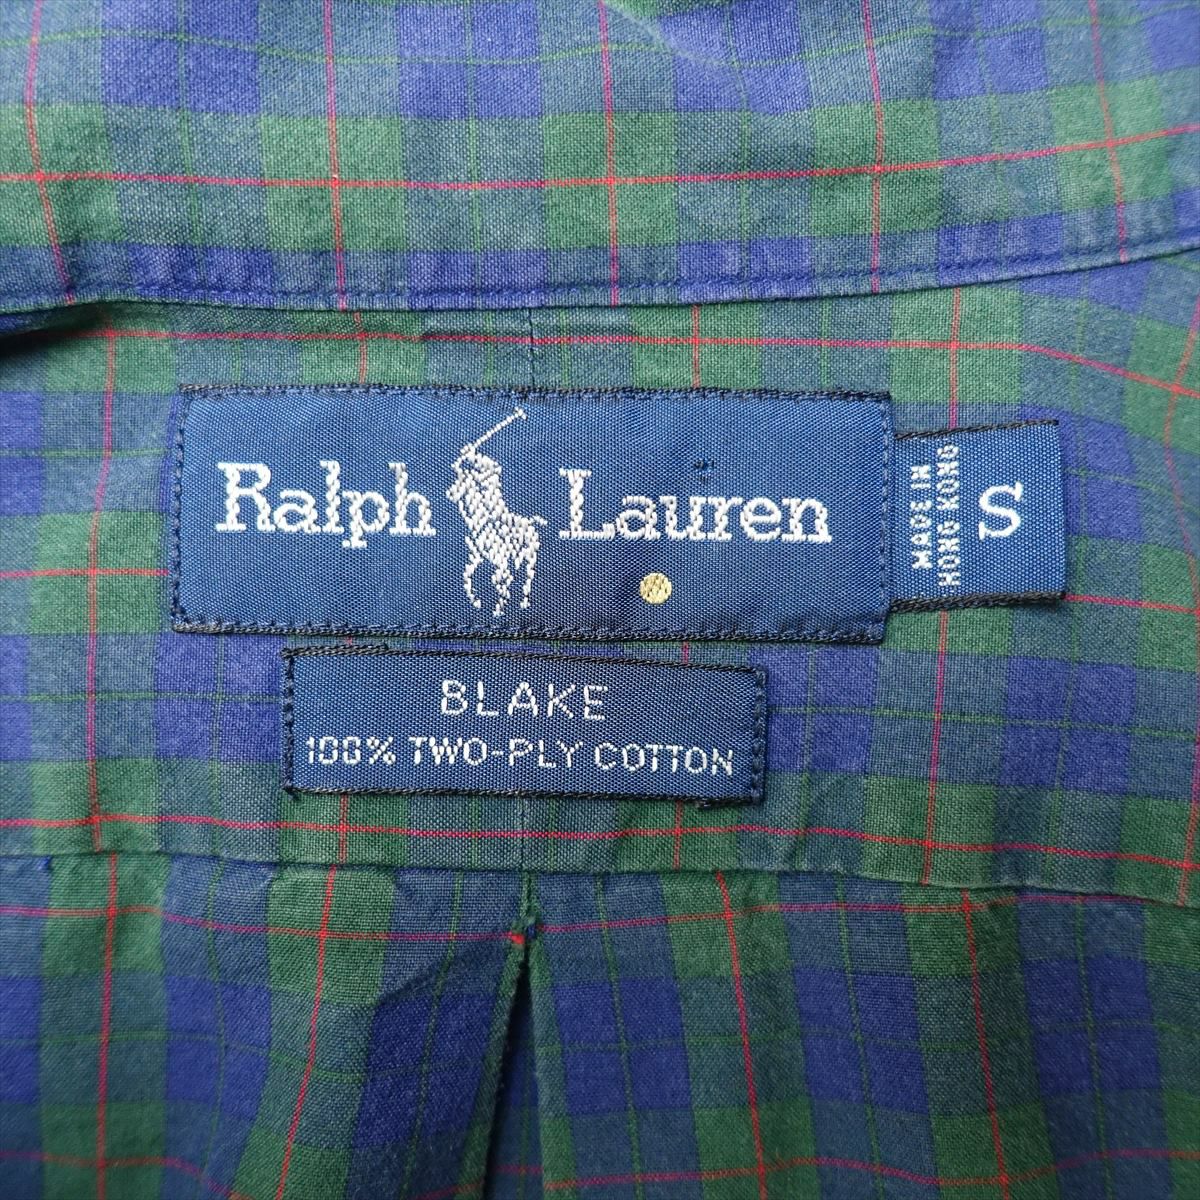 Ralph Lauren
MADE IN
HONG KONG
S
BLAKE
100% TWO-PLY COTTON